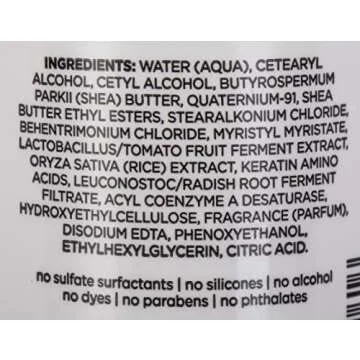 INGREDIENTS: WATER (AQUA), CETEARYL
ALCOHOL, CETYL ALCOHOL, BUTYROSPERMUM
PARKII (SHEA) BUTTER, QUATERNIUM-91, SHEA
BUTTER ETHYL ESTERS, STEARALKONIUM CHLORIDE,
BEHENTRIMONIUM CHLORIDE, MYRISTYL MYRISTATE,
LACTOBACILLUS/TOMATO FRUIT FERMENT EXTRACT,
ORYZA SATIVA (RICE) EXTRACT, KERATIN AMINO
ACIDS, LEUCONOSTOC/RADISH ROOT FERMENT
FILTRATE, ACYL COENZYME A DESATURASE,
HYDROXYETHYLCELLULOSE, FRAGRANCE (PARFUM),
DISODIUM EDTA, PHENOXYETHANOL,
ETHYLHEXYLGLYCERIN, CITRIC ACID.
no sulfate surfactants | no silicones | no alcohol
no dyes | no parabens | no phthalates